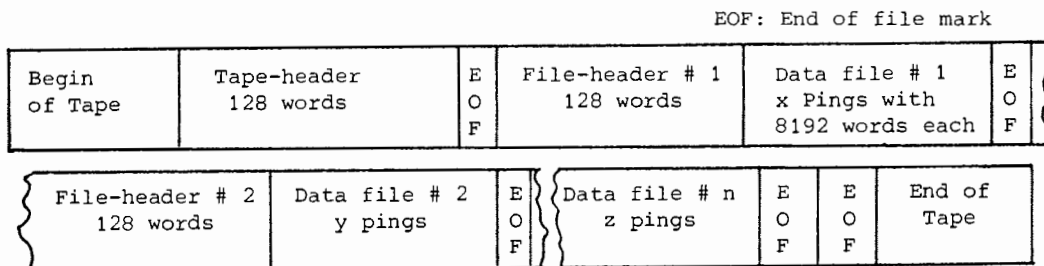 EOF: End of file mark
Begin
of Tape
Tape-header
128 words
E
O
F
File-header # 1
128 words
Data file # 1
x Pings with
8192 words each
E
O
F
File-header # 2
128 words
Data file # 2
y pings
E
O
F
Data file # n
z pings
E
O
F
E
O
F
End of
Tape